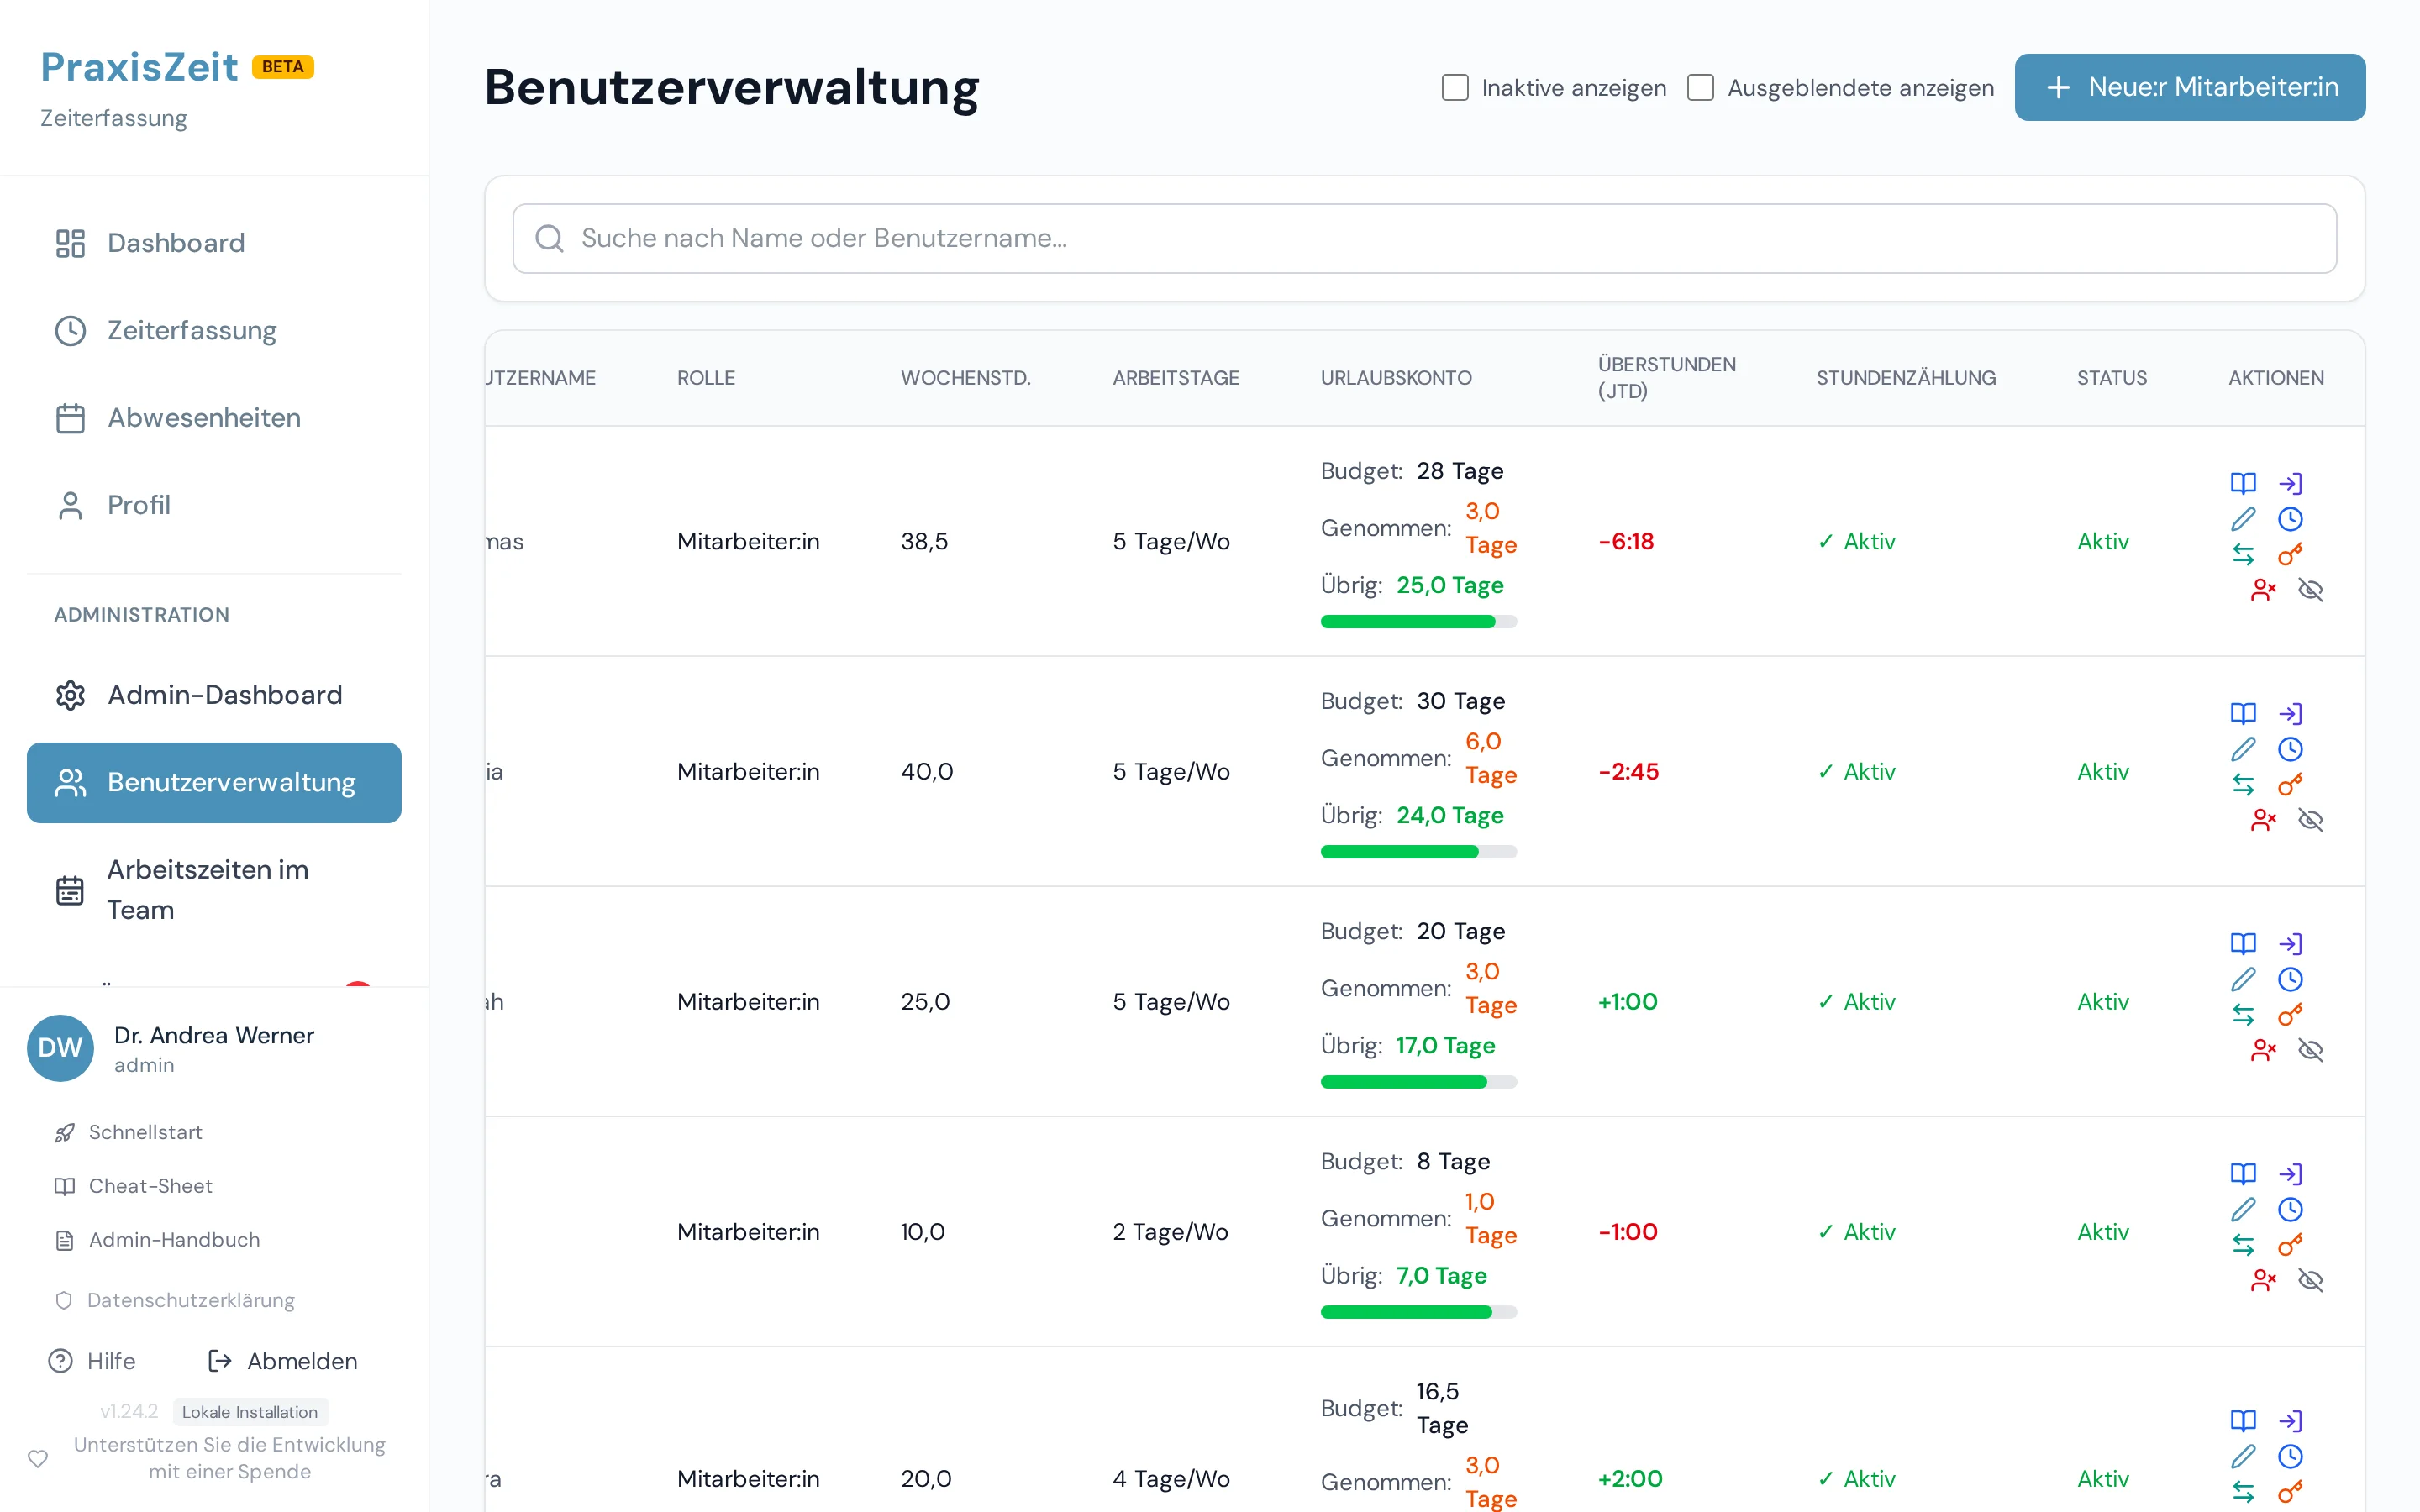 PraxisZeit BETA
Zeiterfassung
Dashboard
Zeiterfassung
Abwesenheiten
Profil
ADMINISTRATION
Admin-Dashboard
Benutzerverwaltung
Arbeitszeiten im
Team
DW
Dr. Andrea Werner
admin
Schnellstart
Cheat-Sheet
Admin-Handbuch
Datenschutzerklärung
Hilfe Abmelden
v1.24.2 Lokale Installation
Unterstützen Sie die Entwicklung
mit einer Spende
Benutzerverwaltung
Inaktive anzeigen Ausgeblendete anzeigen + Neue:r Mitarbeiter:in
Suche nach Name oder Benutzername...
UTZERNAME ROLLE WOCHENSTD. ARBEITSTAGE URLAUBSKONTO ÜBERSTUNDEN (JTD) STUNDENZÄHLUNG STATUS AKTIONEN
Budget: 28 Tage
Genommen: 3,0 Tage
mas Mitarbeiter:in 38,5 5 Tage/Wo -6:18 ✓ Aktiv Aktiv
Übrig: 25,0 Tage
Budget: 30 Tage
Genommen: 6,0 Tage
ia Mitarbeiter:in 40,0 5 Tage/Wo -2:45 ✓ Aktiv Aktiv
Übrig: 24,0 Tage
Budget: 20 Tage
Genommen: 3,0 Tage
ah Mitarbeiter:in 25,0 5 Tage/Wo +1:00 ✓ Aktiv Aktiv
Übrig: 17,0 Tage
Budget: 8 Tage
Genommen: 1,0 Tage
Mitarbeiter:in 10,0 2 Tage/Wo -1:00 ✓ Aktiv Aktiv
Übrig: 7,0 Tage
Budget: 16,5 Tage
ra Mitarbeiter:in 20,0 4 Tage/Wo +2:00 ✓ Aktiv Aktiv
Genommen: 3,0 Tage